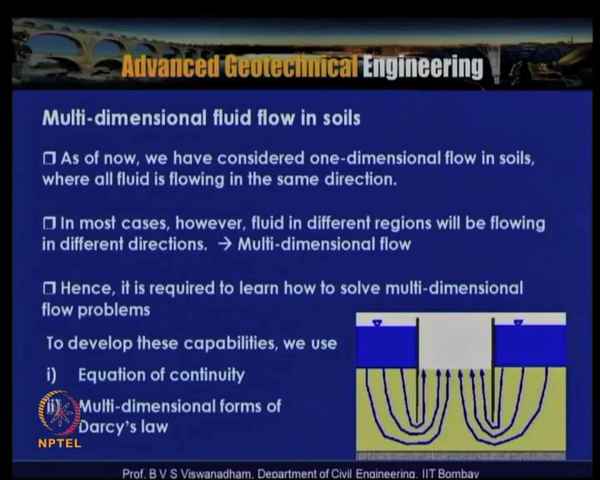 Advanced Geotechnical Engineering
Multi-dimensional fluid flow in soils
❒ As of now, we have considered one-dimensional flow in soils,
where all fluid is flowing in the same direction.
❒ In most cases, however, fluid in different regions will be flowing
in different directions. → Multi-dimensional flow
❒ Hence, it is required to learn how to solve multi-dimensional
flow problems
To develop these capabilities, we use
i) Equation of continuity
ii) Multi-dimensional forms of
Darcy's law
NPTEL
Prof. B V S Viswanadham, Department of Civil Engineering, IIT Bombay